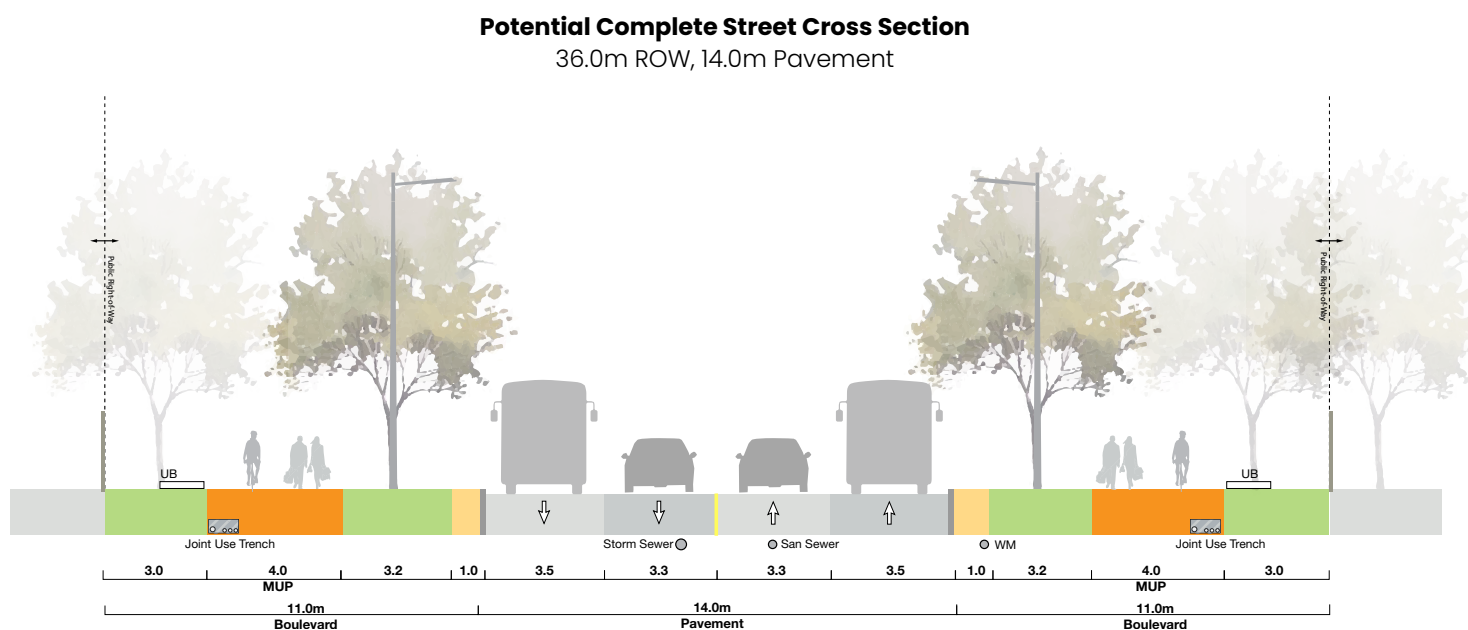 Potential Complete Street Cross Section
36.0m ROW, 14.0m Pavement
Public Right-of-Way
Public Right-of-Way
UB
UB
Joint Use Trench
Storm Sewer
San Sewer
WM
Joint Use Trench
3.0 4.0 3.2 1.0 3.5 3.3 3.3 3.5 1.0 3.2 4.0 3.0
MUP MUP
11.0m 14.0m 11.0m
Boulevard Pavement Boulevard